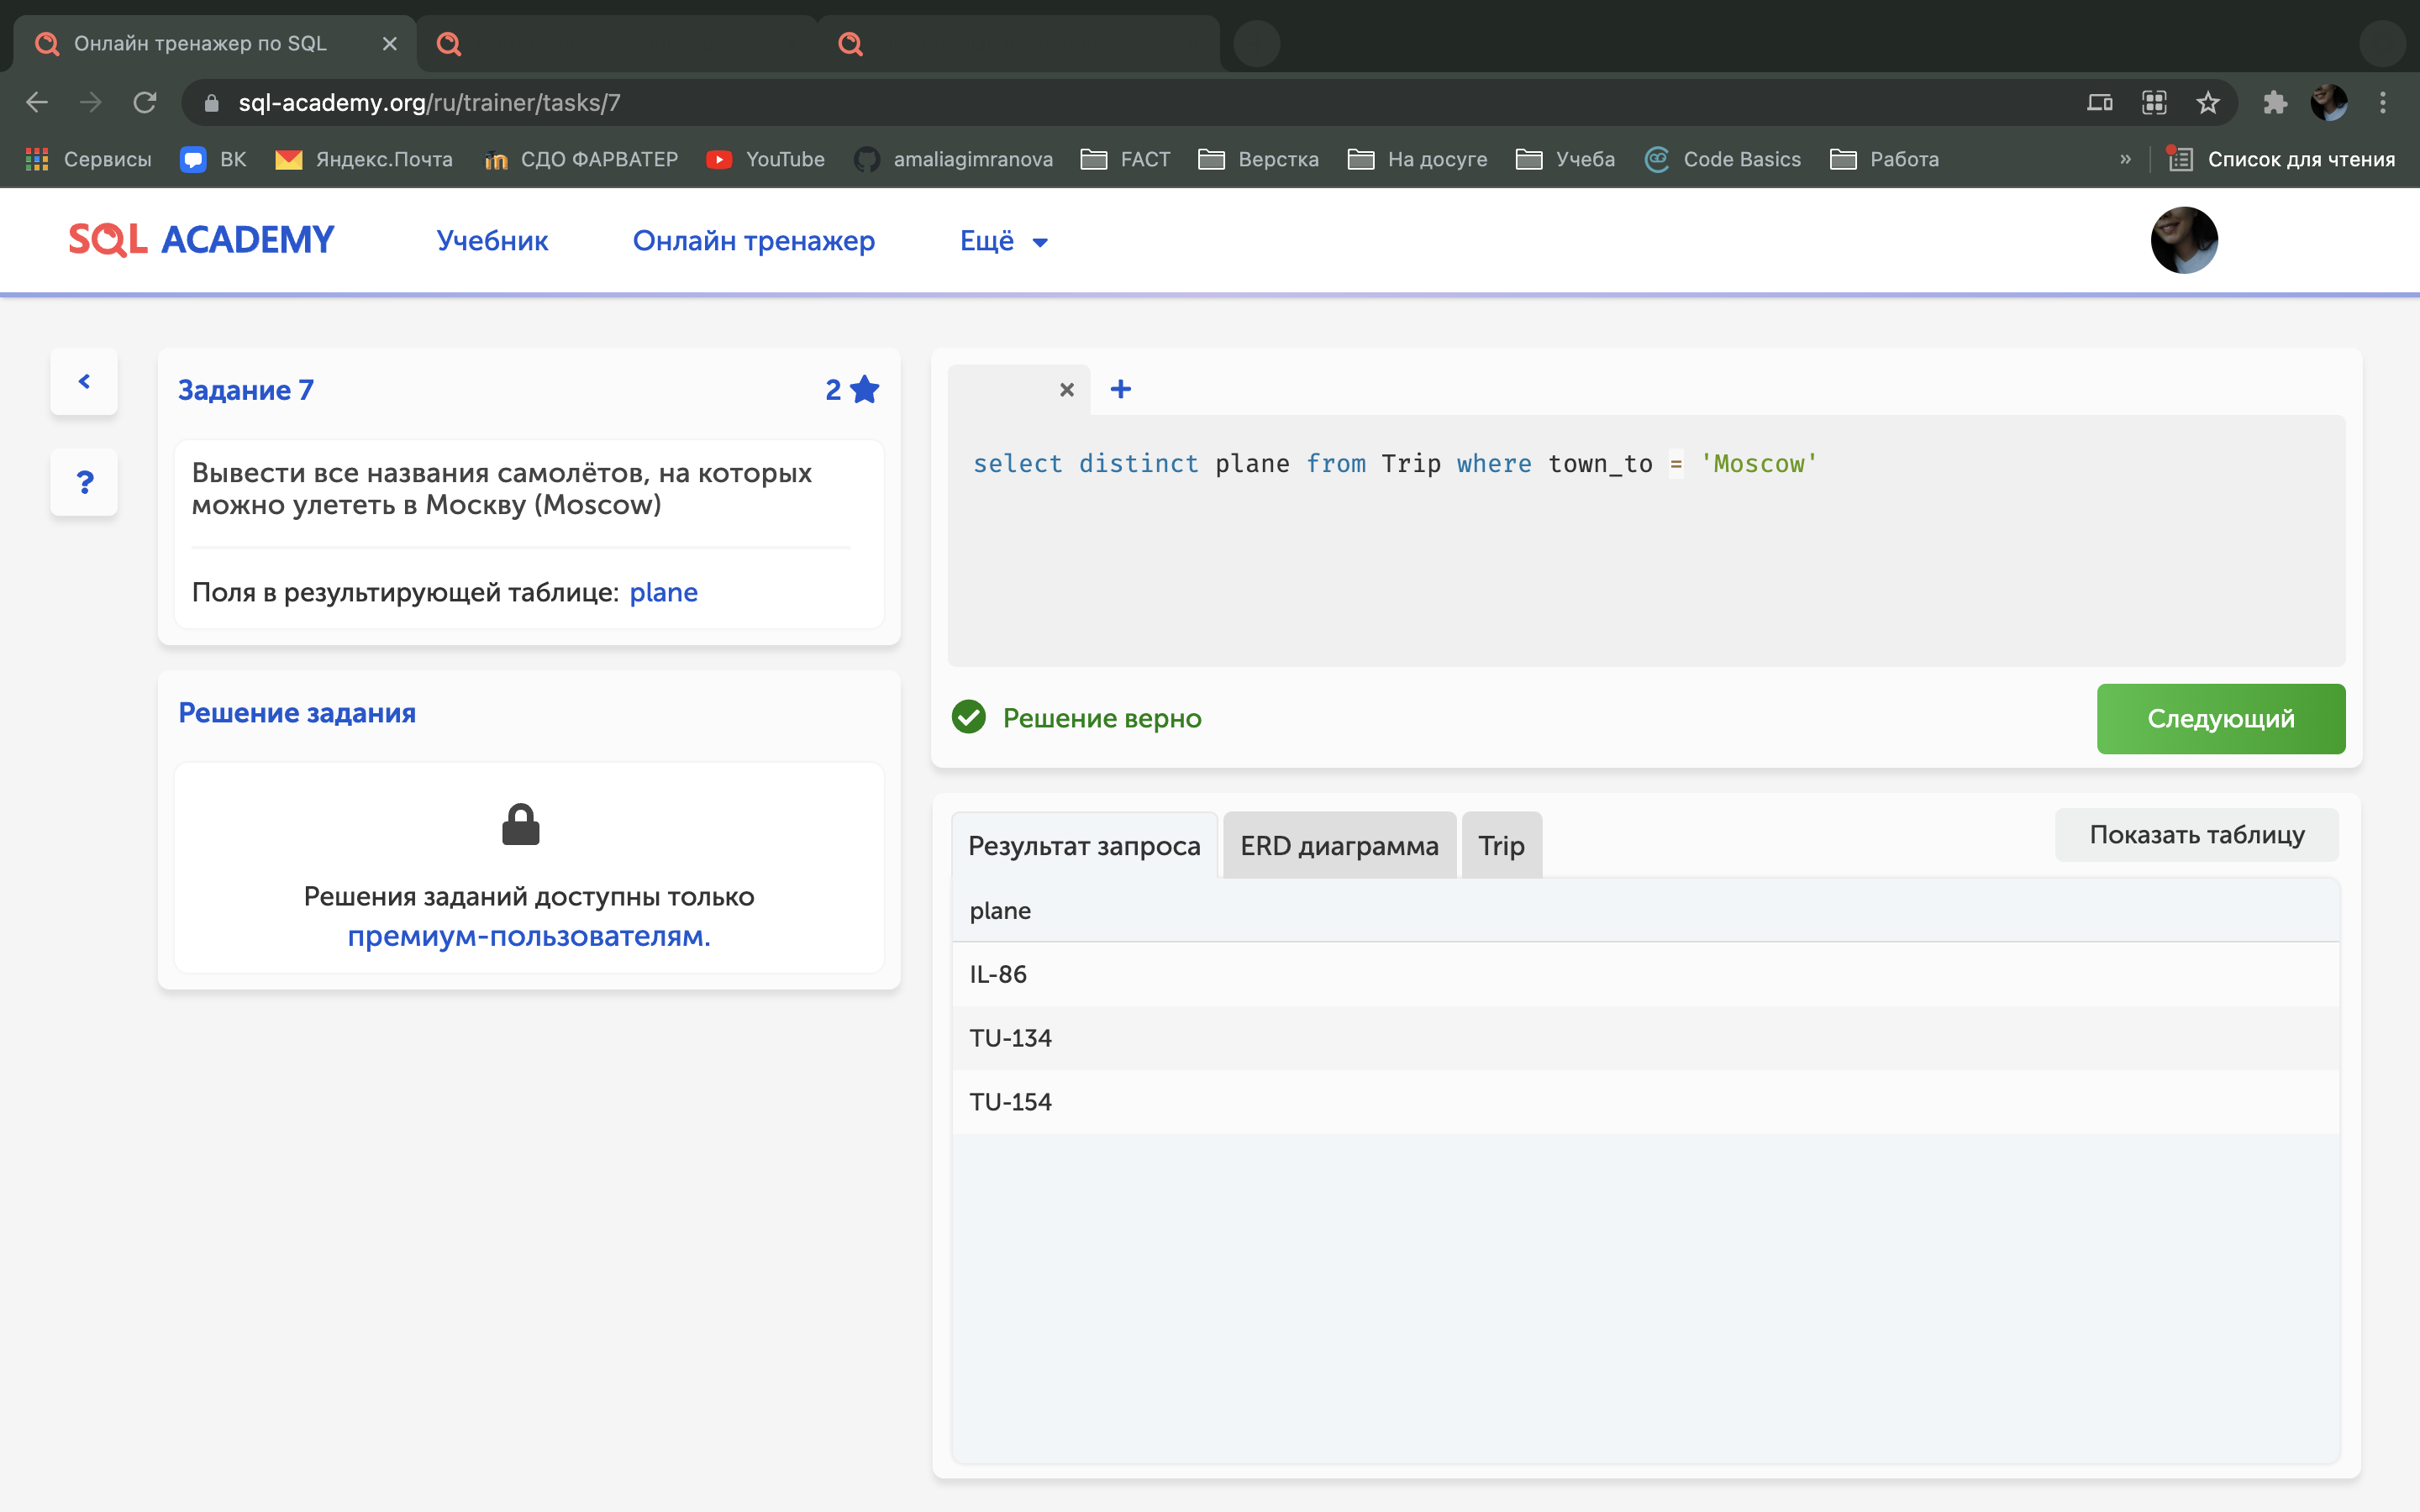 Онлайн тренажер по SQL
sql-academy.org/ru/trainer/tasks/7
Сервисы ВК Яндекс.Почта СДО ФАРВАТЕР YouTube amaliagimranova FACT Верстка На досуге Учеба Code Basics Работа » Список для чтения
SQL ACADEMY Учебник Онлайн тренажер Ещё
Задание 7 2
Вывести все названия самолётов, на которых
можно улететь в Москву (Moscow)
Поля в результирующей таблице: plane
Решение задания
Решения заданий доступны только
премиум-пользователям.
select distinct plane from Trip where town_to = 'Moscow'
Решение верно
Следующий
Результат запроса ERD диаграмма Trip Показать таблицу
plane
IL-86
TU-134
TU-154